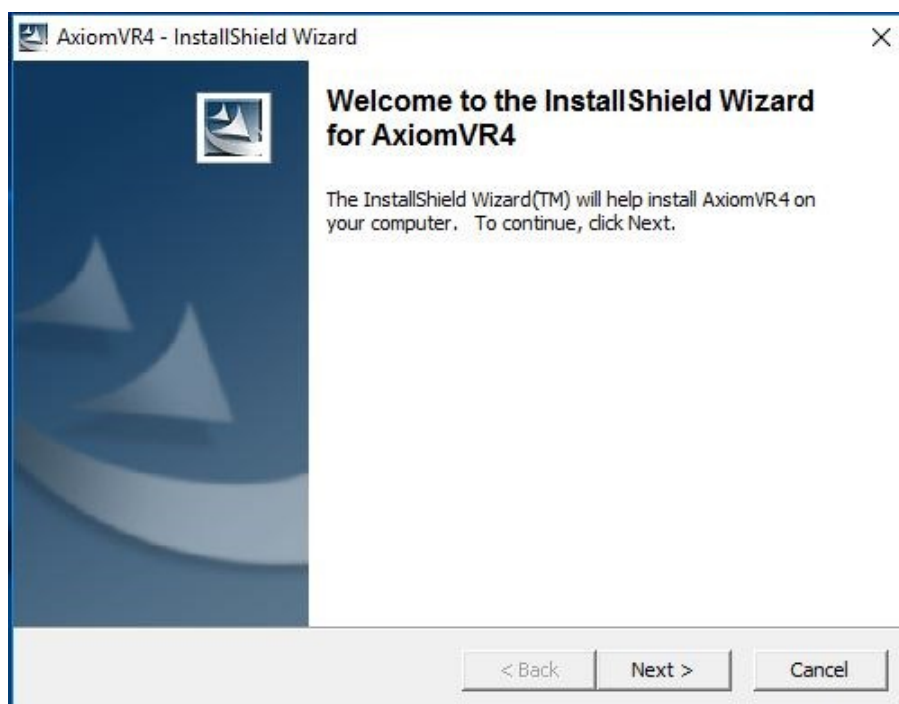 AxiomVR4 - InstallShield Wizard
Welcome to the InstallShield Wizard
for AxiomVR4
The InstallShield Wizard(TM) will help install AxiomVR4 on
your computer. To continue, click Next.
< Back Next > Cancel